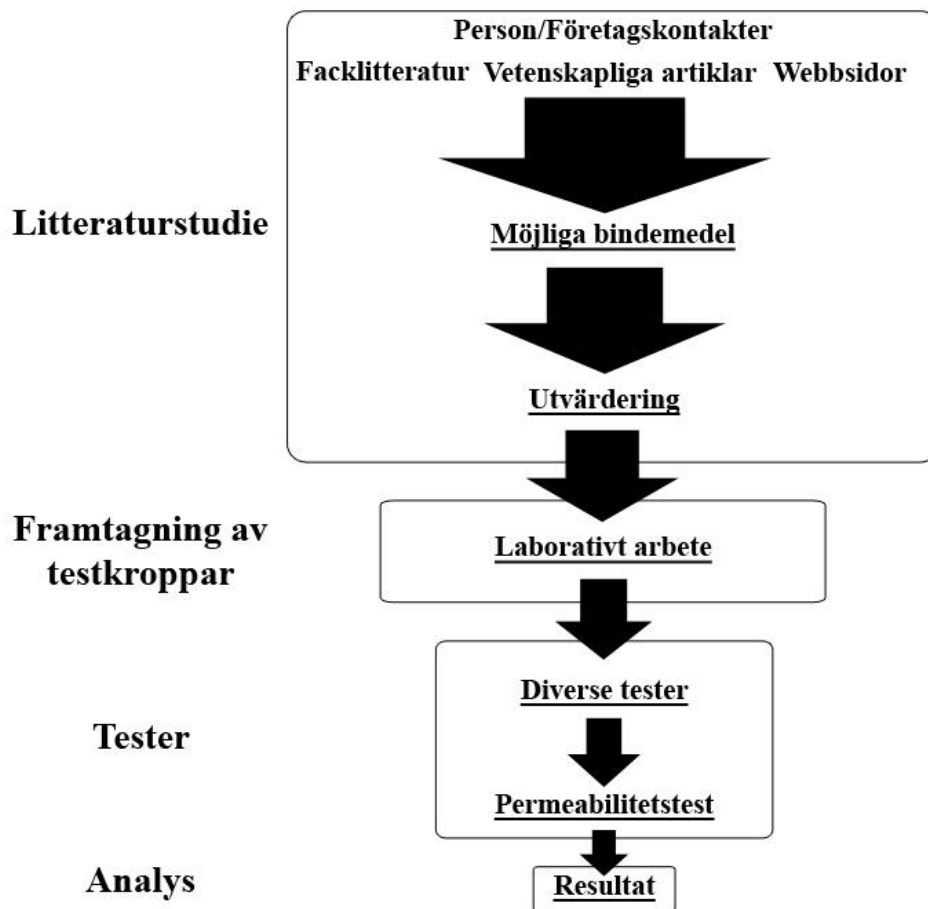 Person/Företagskontakter
Facklitteratur Vetenskapliga artiklar Webbsidor
Litteraturstudie
Möjliga bindemedel
Utvärdering
Framtagning av
testkroppar
Laborativt arbete
Tester
Diverse tester
Permeabilitetstest
Analys
Resultat